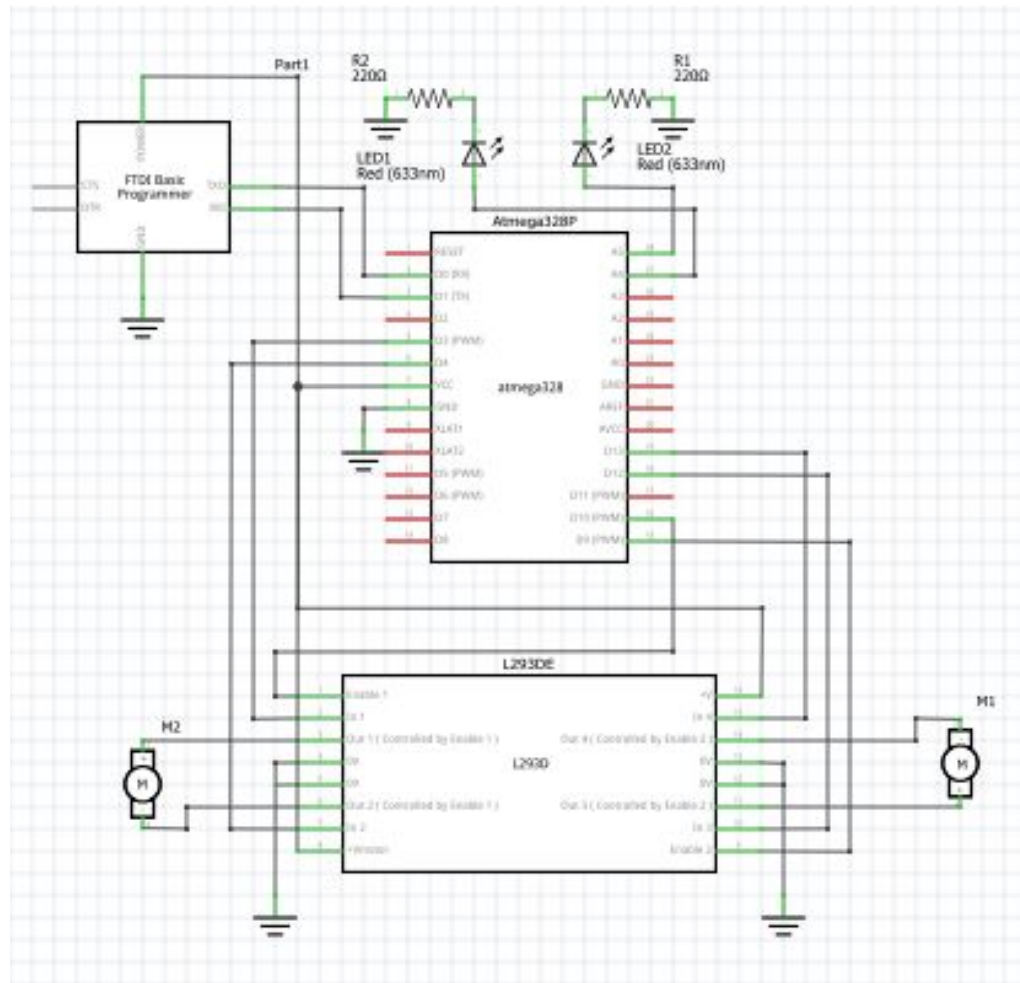 Part1
R2
220Ω
R1
220Ω
FTDI Basic
Programmer
GND
LED1
Red (633nm)
LED2
Red (633nm)
Atmega328P
RESET
D0 (RX)
D1 (TX)
D2
D3 (PWM)
D4
VCC
GND
XLAT1
XLAT2
D5 (PWM)
D6 (PWM)
D7
D8
atmega328
A5
A4
A3
A2
A1
A0
GND
AREF
AVCC
D13
D12
D11 (PWM)
D10 (PWM)
D9 (PWM)
L293DE
Enable 1
In 1
Out 1 ( Controlled by Enable 1 )
0V
0V
Out 2 ( Controlled by Enable 1 )
In 2
+Vmotor
L293D
+V
In 4
Out 4 ( Controlled by Enable 2 )
0V
0V
Out 3 ( Controlled by Enable 2 )
In 3
Enable 2
M2
M
M1
M